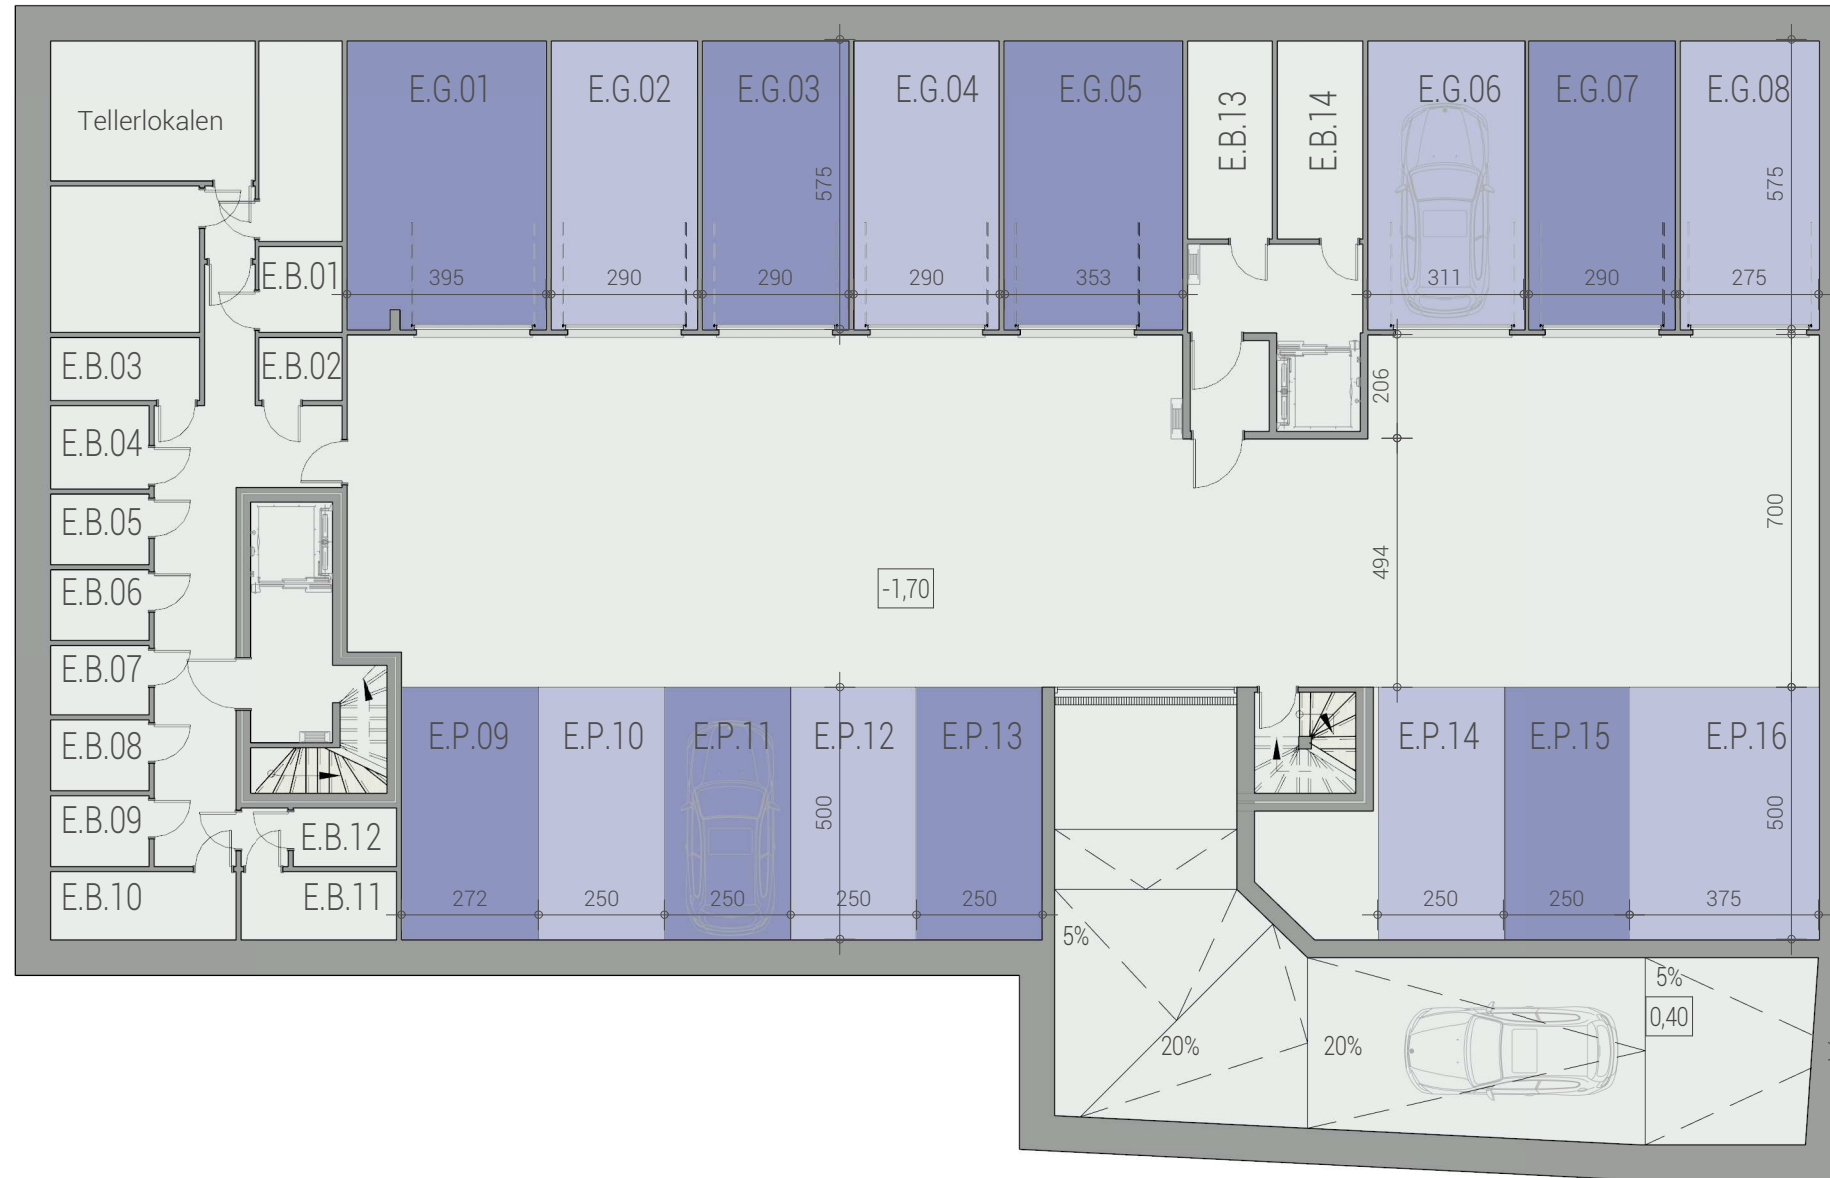 E.G.01
E.G.02
E.G.03
E.G.04
E.G.05
E.B.13
E.B.14
E.G.06
E.G.07
E.G.08
Tellerlokalen
575
575
E.B.01
395
290
290
290
353
311
290
275
E.B.03
E.B.02
206
E.B.04
E.B.05
700
494
E.B.06
-1,70
E.B.07
E.B.08
E.P.09
E.P.10
E.P.11
E.P.12
E.P.13
E.P.14
E.P.15
E.P.16
E.B.09
E.B.12
500
500
E.B.10
E.B.11
272
250
250
250
250
250
250
375
5%
5%
0,40
20%
20%